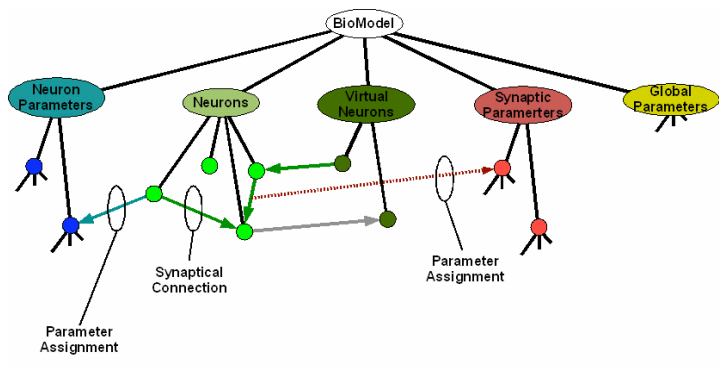 BioModel
Neuron
Parameters
Neurons
Virtual
Neurons
Synaptic
Paramerters
Global
Parameters
Synaptical
Connection
Parameter
Assignment
Parameter
Assignment